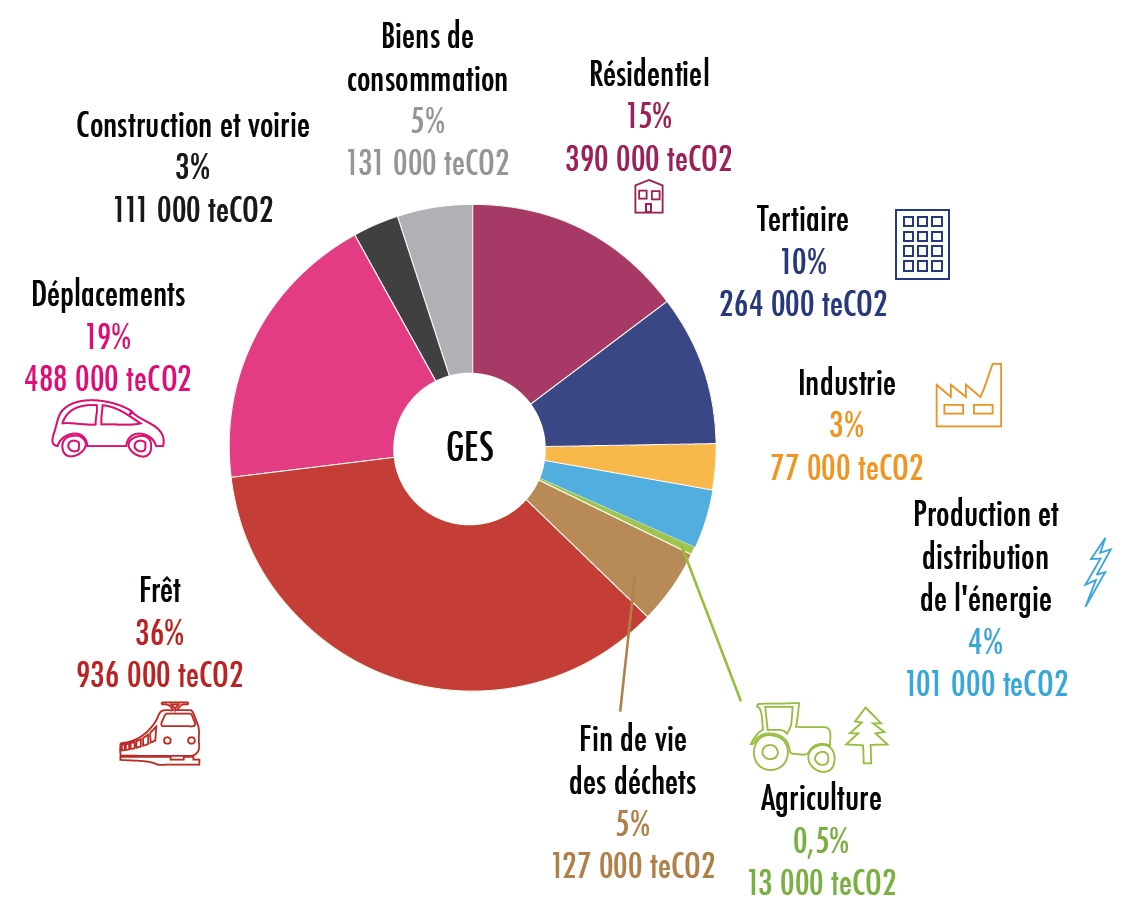 Biens de
consommation
5%
131 000 teCO2
Résidentiel
15%
390 000 teCO2
Construction et voirie
3%
111 000 teCO2
Tertiaire
10%
264 000 teCO2
Déplacements
19%
488 000 teCO2
Industrie
3%
77 000 teCO2
GES
Production et
distribution
de l'énergie
4%
101 000 teCO2
Frêt
36%
936 000 teCO2
Fin de vie
des déchets
5%
127 000 teCO2
Agriculture
0,5%
13 000 teCO2